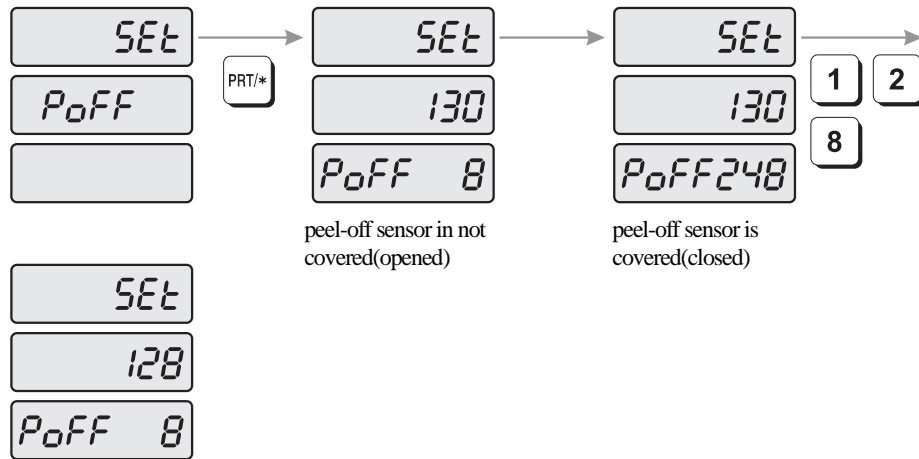 SEt
PoFF
PRT/*
SEt
130
PoFF 8
peel-off sensor in not
covered(opened)
SEt
130
PoFF248
peel-off sensor is
covered(closed)
1 2
8
SEt
128
PoFF 8